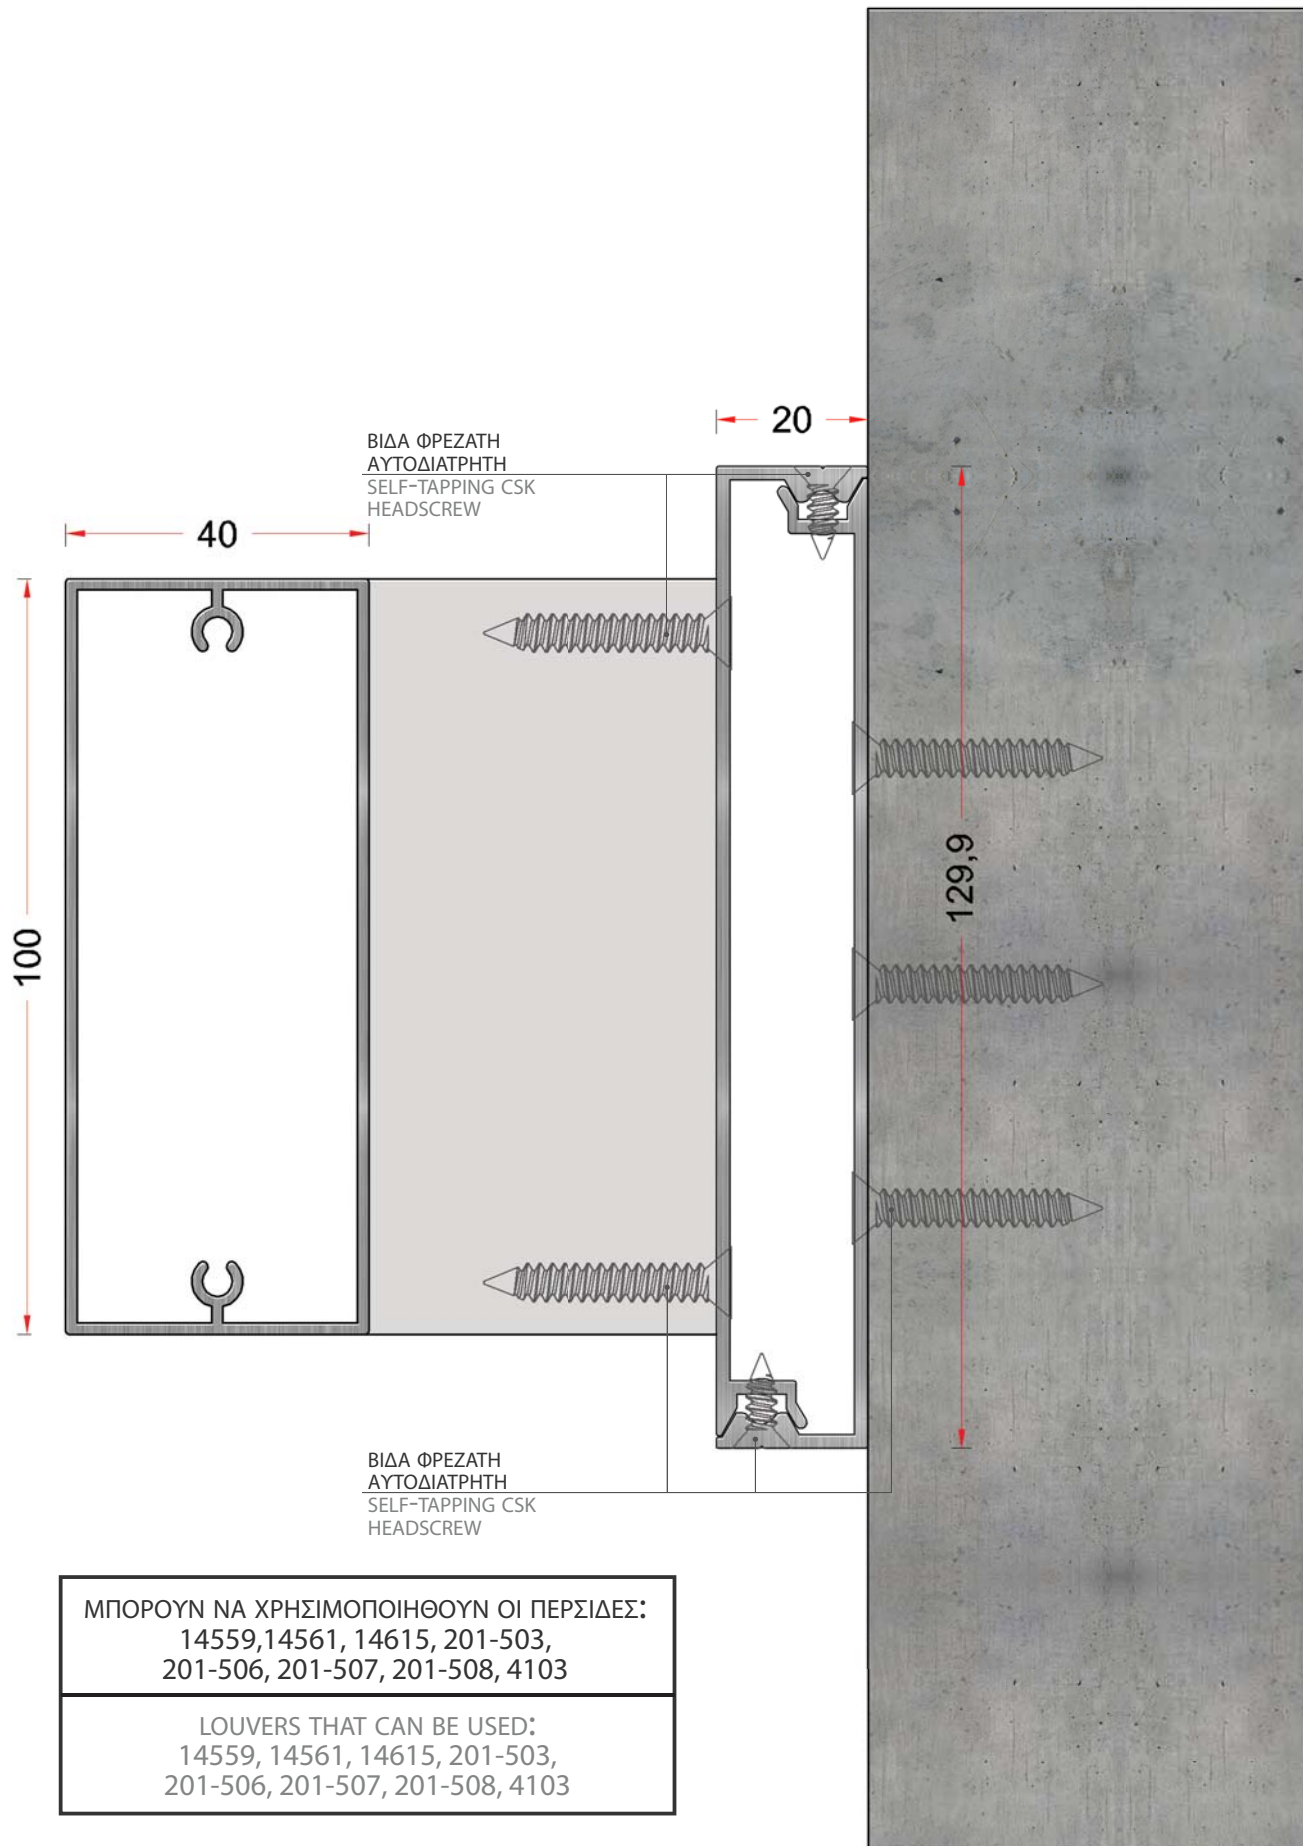 20
ΒΙΔΑ ΦΡΕΖΑΤΗ
ΑΥΤΟΔΙΑΤΡΗΤΗ
SELF-TAPPING CSK
HEADSCREW
40
129,9
100
ΒΙΔΑ ΦΡΕΖΑΤΗ
ΑΥΤΟΔΙΑΤΡΗΤΗ
SELF-TAPPING CSK
HEADSCREW
ΜΠΟΡΟΥΝ ΝΑ ΧΡΗΣΙΜΟΠΟΙΗΘΟΥΝ ΟΙ ΠΕΡΣΙΔΕΣ:
14559,14561, 14615, 201-503,
201-506, 201-507, 201-508, 4103
LOUVERS THAT CAN BE USED:
14559, 14561, 14615, 201-503,
201-506, 201-507, 201-508, 4103